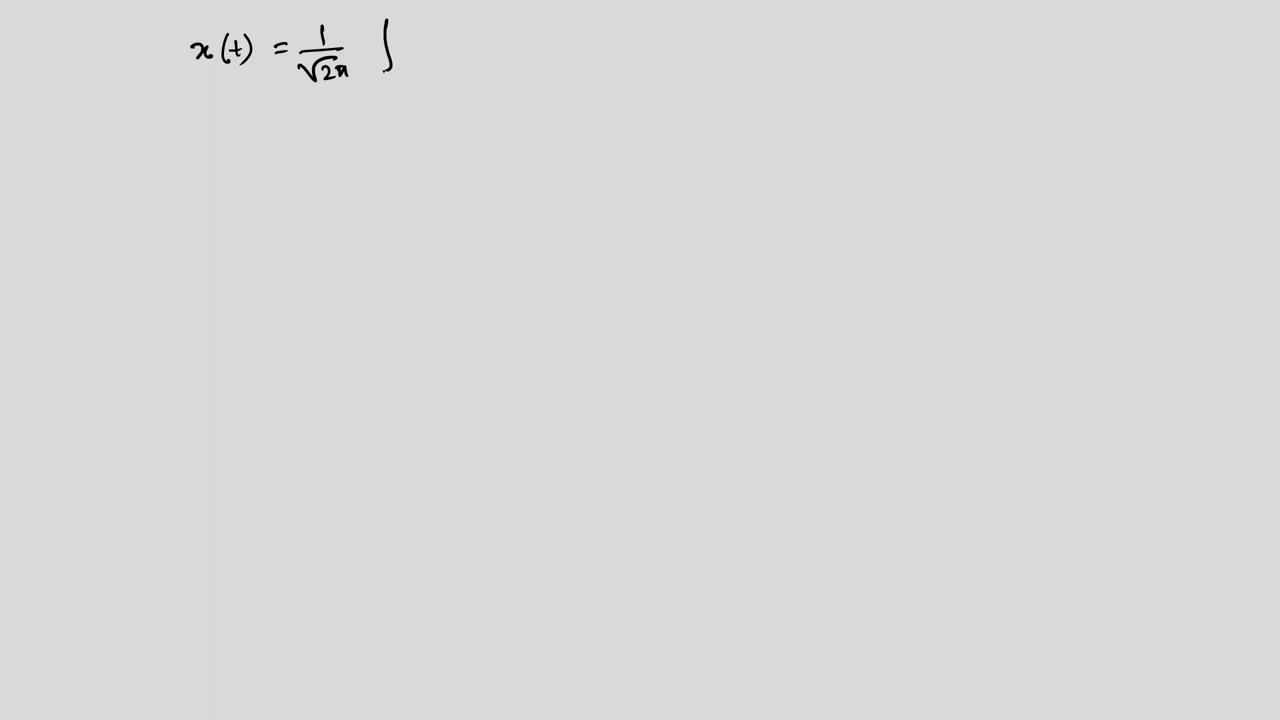 x(t) = 1/√2π ∫